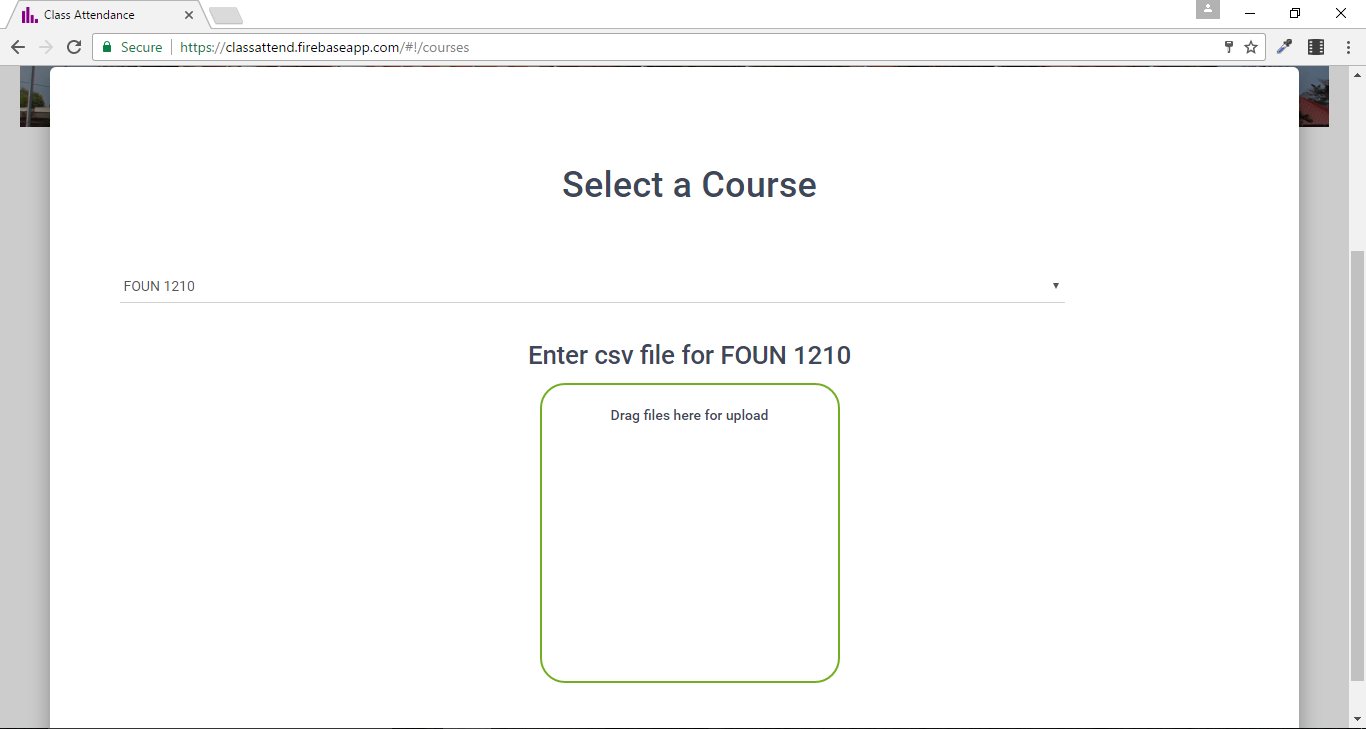 Class Attendance
Secure https://classattend.firebaseapp.com/#!/courses
Select a Course
FOUN 1210
Enter csv file for FOUN 1210
Drag files here for upload